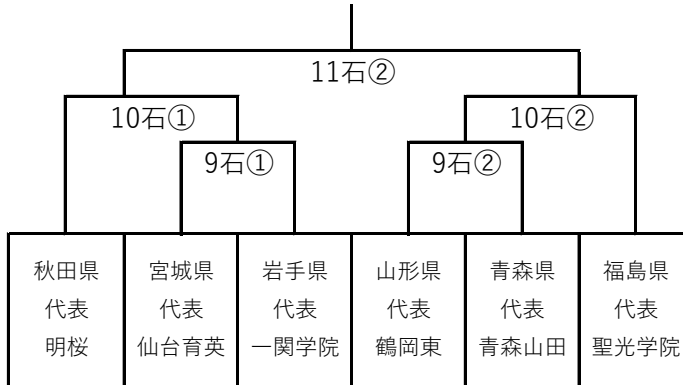 11石②
10石①
10石②
9石①
9石②
秋田県
代表
明桜
宮城県
代表
仙台育英
岩手県
代表
一関学院
山形県
代表
鶴岡東
青森県
代表
青森山田
福島県
代表
聖光学院